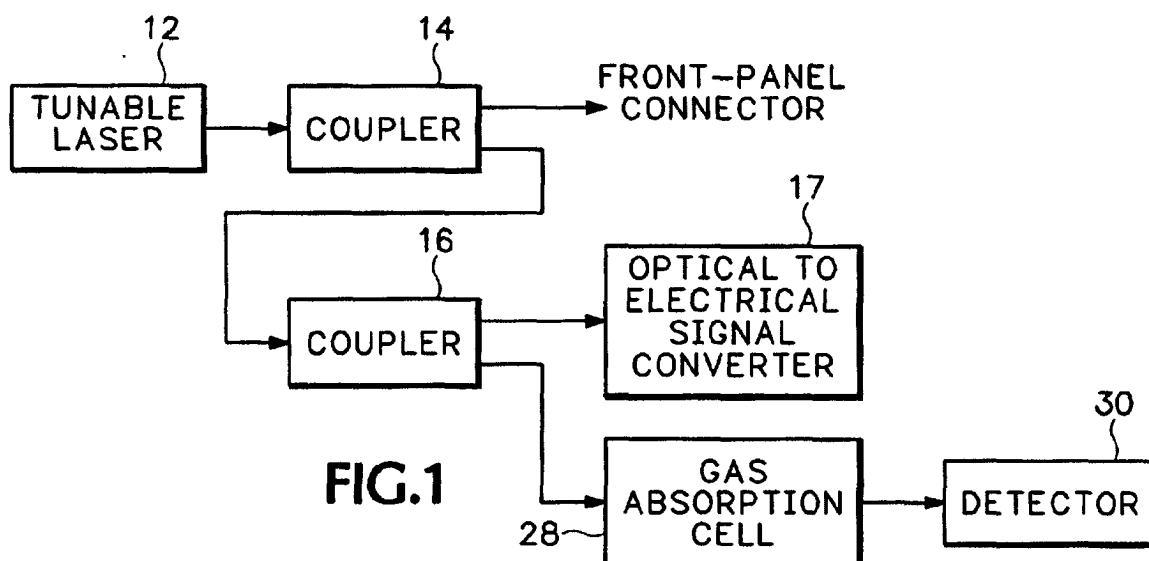 12
TUNABLE
LASER
14
COUPLER
FRONT-PANEL
CONNECTOR
16
COUPLER
17
OPTICAL TO
ELECTRICAL
SIGNAL
CONVERTER
FIG.1
28
GAS
ABSORPTION
CELL
30
DETECTOR